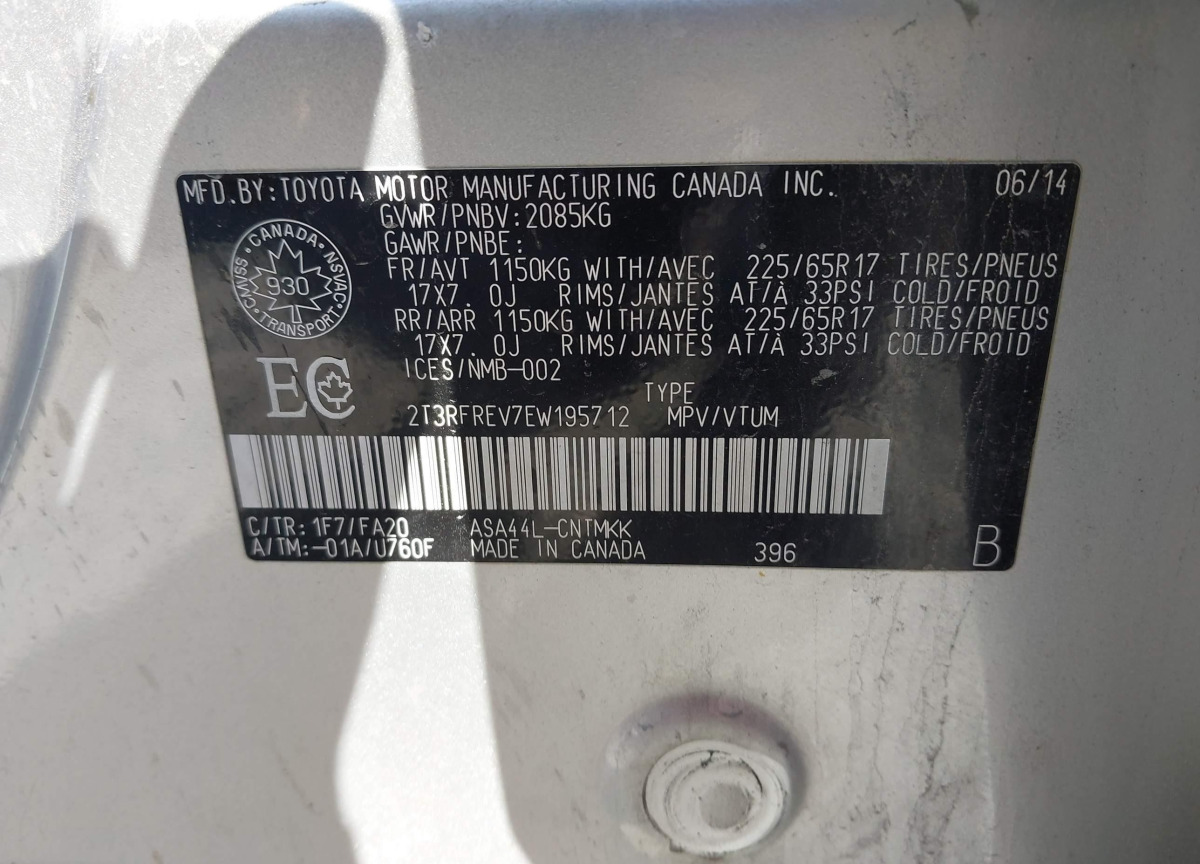 MFD.BY:TOYOTA MOTOR MANUFACTURING CANADA INC. 06/14
GVWR/PNBV:2085KG
GAWR/PNBE:
FR/AVT 1150KG WITH/AVEC 225/65R17 TIRES/PNEUS
17X7.0J RIMS/JANTES AT/À 33PSI COLD/FROID
RR/ARR 1150KG WITH/AVEC 225/65R17 TIRES/PNEUS
17X7.0J RIMS/JANTES AT/À 33PSI COLD/FROID
CANADA · NSVAC · TRANSPORT · CMVSS ·
930
EC
ICES/NMB-002
TYPE
2T3RFREV7EW195712 MPV/VTUM
C/TR: 1F7/FA20 ASA44L-CNTMKK
A/TM:-01A/U760F MADE IN CANADA 396 B